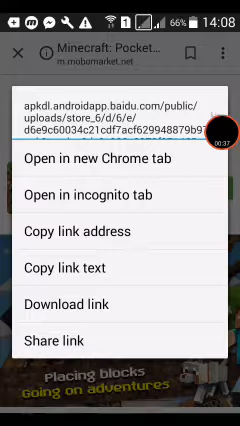 66% 14:08
Minecraft: Pocket...
m.mobomarket.net
apkdl.androidapp.baidu.com/public/
uploads/store_6/d/6/e/
d6e9c60034c21cdf7acf629948879b97
00:37
Open in new Chrome tab
Open in incognito tab
Copy link address
Copy link text
Download link
Share link
Placing blocks
Going on adventures